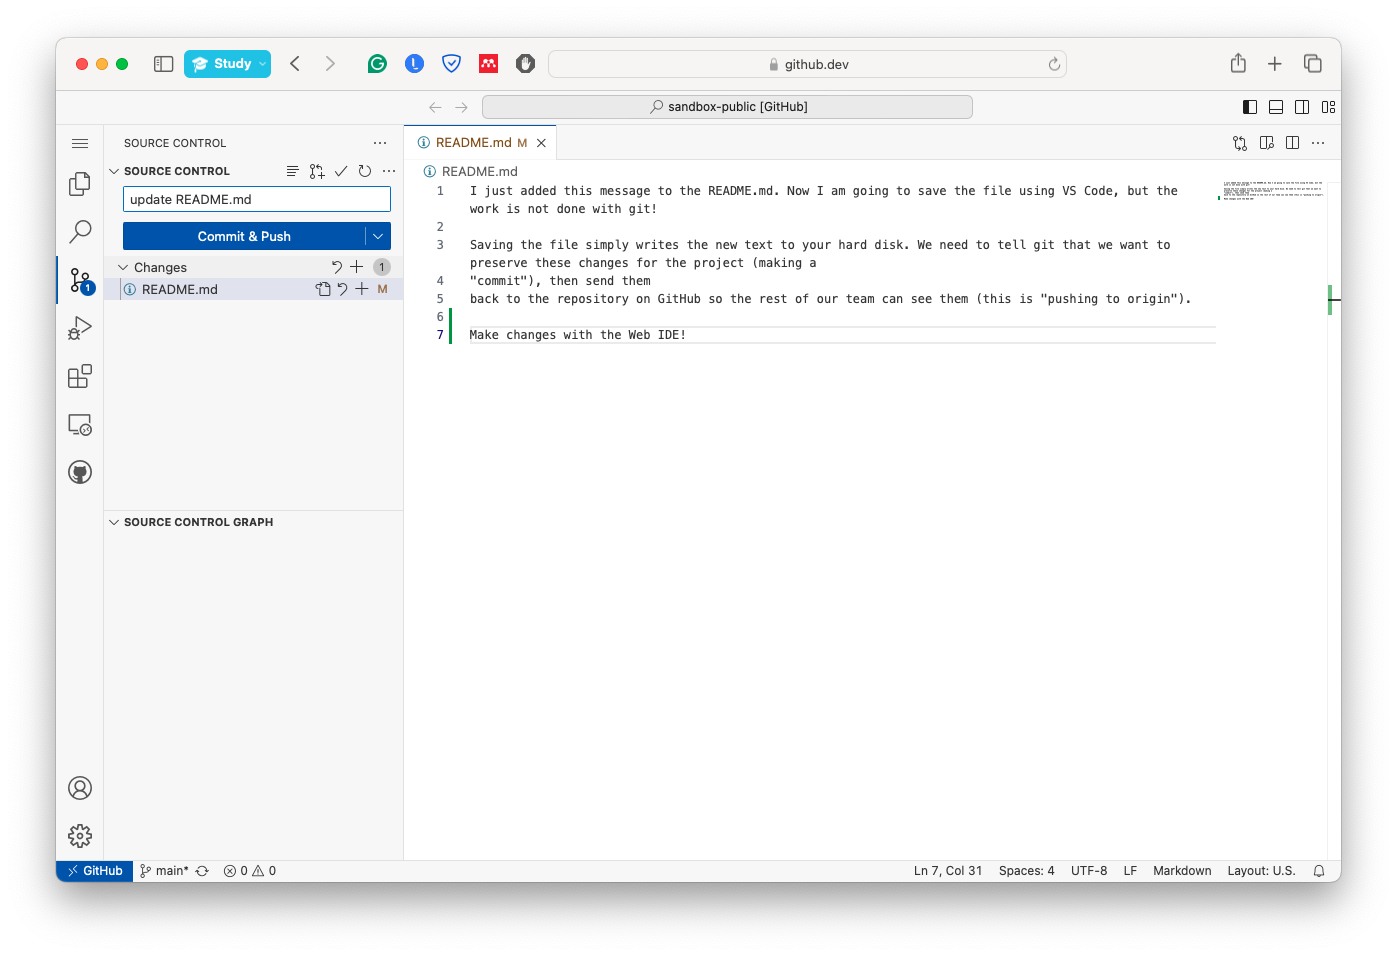 Study
github.dev
sandbox-public [GitHub]
SOURCE CONTROL
SOURCE CONTROL
update README.md
Commit & Push
Changes
1
README.md
M
1
SOURCE CONTROL GRAPH
README.md M
README.md
1 I just added this message to the README.md. Now I am going to save the file using VS Code, but the
work is not done with git!
2
3 Saving the file simply writes the new text to your hard disk. We need to tell git that we want to
preserve these changes for the project (making a
4 "commit"), then send them
5 back to the repository on GitHub so the rest of our team can see them (this is "pushing to origin").
6
7 Make changes with the Web IDE!
GitHub main* 0 0 Ln 7, Col 31 Spaces: 4 UTF-8 LF Markdown Layout: U.S.